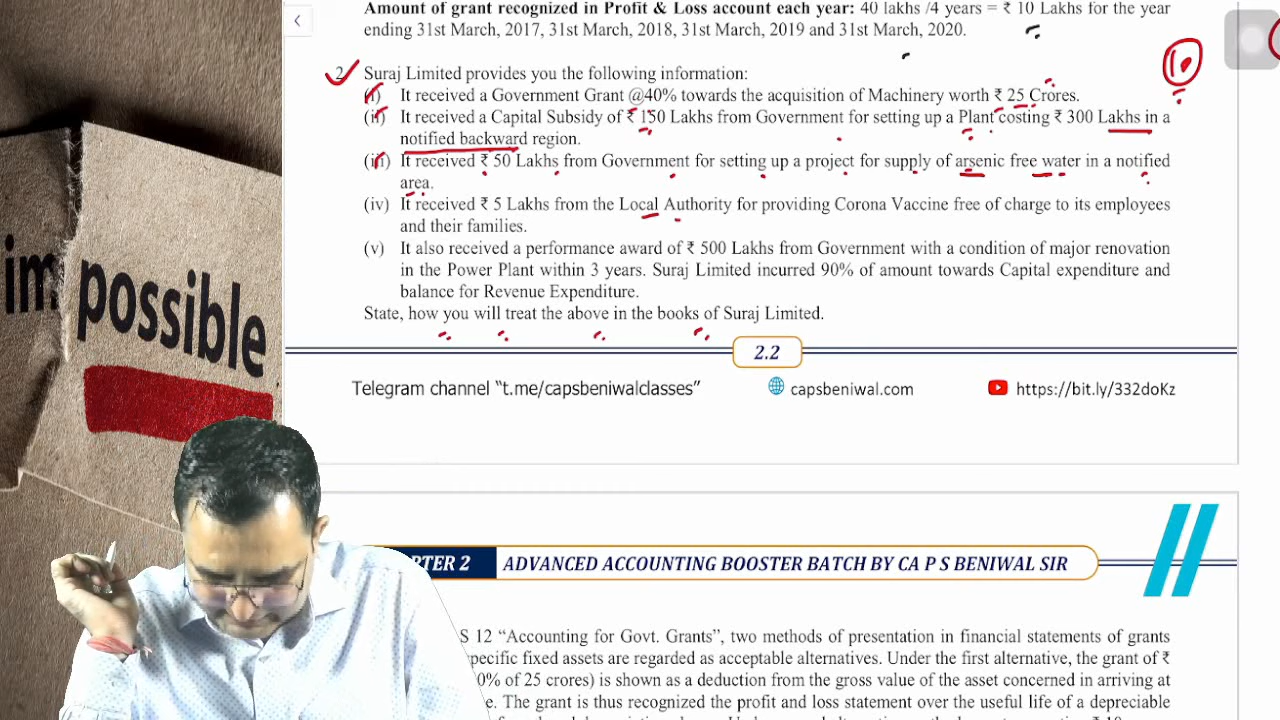 Amount of grant recognized in Profit & Loss account each year: 40 lakhs /4 years = ₹ 10 Lakhs for the year
ending 31st March, 2017, 31st March, 2018, 31st March, 2019 and 31st March, 2020.
2 Suraj Limited provides you the following information:
(i) It received a Government Grant @40% towards the acquisition of Machinery worth ₹ 25 Crores.
10
(ii) It received a Capital Subsidy of ₹ 150 Lakhs from Government for setting up a Plant costing ₹ 300 Lakhs in a
notified backward region.
(iii) It received ₹ 50 Lakhs from Government for setting up a project for supply of arsenic free water in a notified
area.
(iv) It received ₹ 5 Lakhs from the Local Authority for providing Corona Vaccine free of charge to its employees
and their families.
(v) It also received a performance award of ₹ 500 Lakhs from Government with a condition of major renovation
in the Power Plant within 3 years. Suraj Limited incurred 90% of amount towards Capital expenditure and
balance for Revenue Expenditure.
State, how you will treat the above in the books of Suraj Limited.
2.2
Telegram channel "t.me/capsbeniwalclasses" capsbeniwal.com https://bit.ly/332doKz
impossible
PTER 2 ADVANCED ACCOUNTING BOOSTER BATCH BY CA P S BENIWAL SIR
S 12 “Accounting for Govt. Grants”, two methods of presentation in financial statements of grants
pecific fixed assets are regarded as acceptable alternatives. Under the first alternative, the grant of ₹
0% of 25 crores) is shown as a deduction from the gross value of the asset concerned in arriving at
e. The grant is thus recognized the profit and loss statement over the useful life of a depreciable